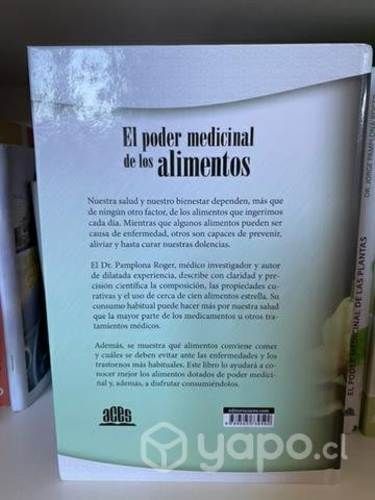 El poder medicinal
de los alimentos
Nuestra salud y nuestro bienestar dependen, más que
de ningún otro factor, de los alimentos que ingerimos
cada día. Mientras que algunos alimentos pueden ser
causa de enfermedad, otros son capaces de prevenir,
aliviar y hasta curar nuestras dolencias.
El Dr. Pamplona Roger, médico investigador y autor
de dilatada experiencia, describe con claridad y pre-
cisión científica la composición, las propiedades cu-
rativas y el uso de cerca de cien alimentos estrella. Su
consumo habitual puede hacer más por nuestra salud
que la mayor parte de los medicamentos u otros tra-
tamientos médicos.
Además, se muestra qué alimentos conviene comer
y cuáles se deben evitar ante las enfermedades y los
trastornos más habituales. Este libro le ayudará a co-
nocer mejor los alimentos dotados de poder medici-
nal y, además, a disfrutar consumiéndolos.
aces
yapo.cl
DR. JORGE PAMPLONA ROGER
EL PODER MEDICINAL DE LAS PLANTAS